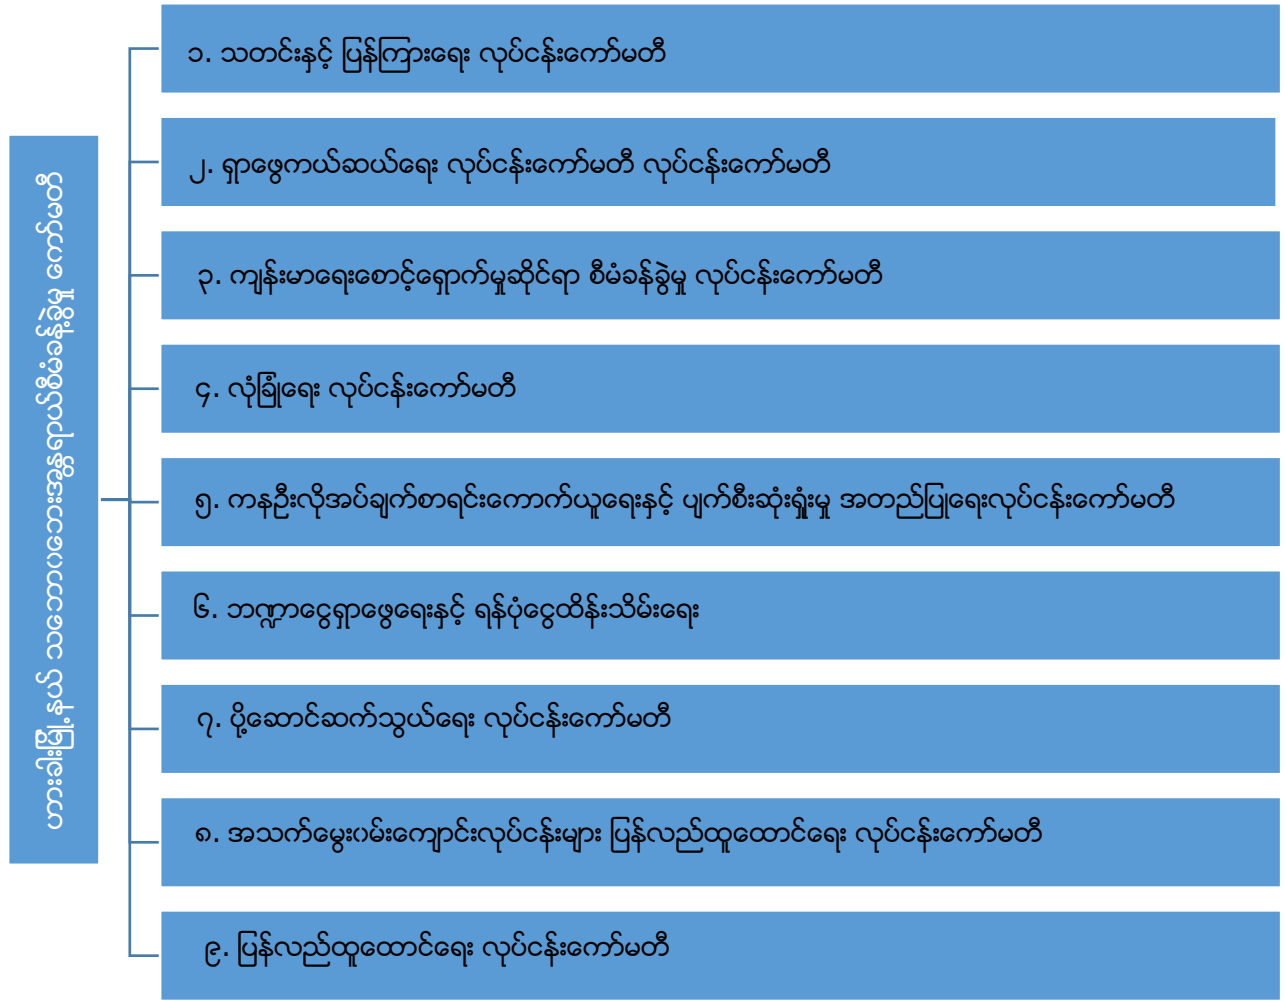 ဟားခါးမြို့နယ် သဘောပဘေးအန္တရာယ်စီမံခန့်ခွဲမှု ကော်မတီ
၁. သတင်းနှင့် ပြန်ကြားရေး လုပ်ငန်းကော်မတီ
၂. ရှာဖွေကယ်ဆယ်ရေး လုပ်ငန်းကော်မတီ လုပ်ငန်းကော်မတီ
၃. ကျန်းမာရေးစောင့်ရှောက်မှုဆိုင်ရာ စီမံခန်ခွဲမှု လုပ်ငန်းကော်မတီ
၄. လုံခြုံရေး လုပ်ငန်းကော်မတီ
၅. ကနဦးလိုအပ်ချက်စာရင်းကောက်ယူရေးနှင့် ပျက်စီးဆုံးရှုံးမှု အတည်ပြုရေးလုပ်ငန်းကော်မတီ
၆. ဘဏ္ဍာငွေရှာဖွေရေးနှင့် ရန်ပုံငွေထိန်းသိမ်းရေး
၇. ပို့ဆောင်ဆက်သွယ်ရေး လုပ်ငန်းကော်မတီ
၈. အသက်မွေးဝမ်းကျောင်းလုပ်ငန်းများ ပြန်လည်ထူထောင်ရေး လုပ်ငန်းကော်မတီ
၉. ပြန်လည်ထူထောင်ရေး လုပ်ငန်းကော်မတီ